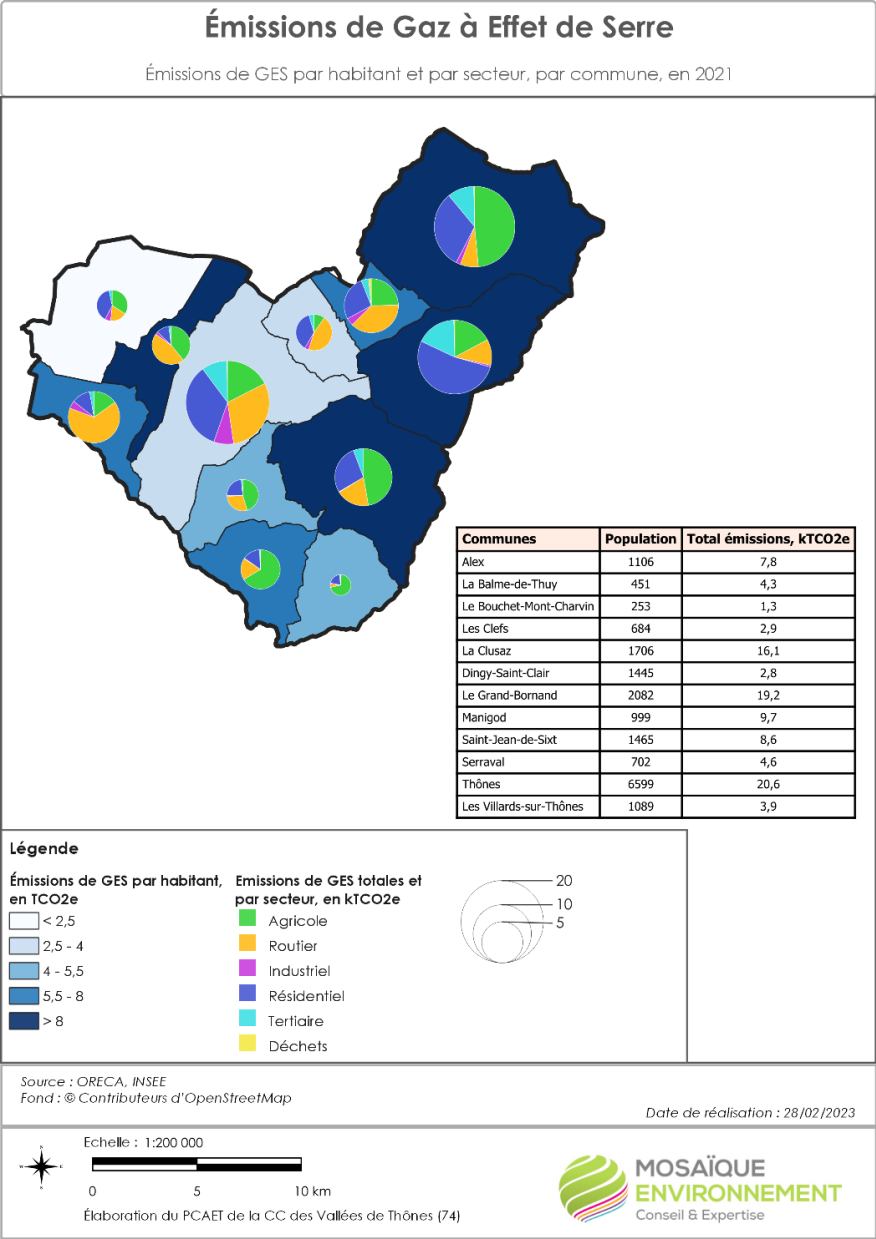 Émissions de Gaz à Effet de Serre
Émissions de GES par habitant et par secteur, par commune, en 2021
Communes Population Total émissions, kTCO2e
Alex 1106 7,8
La Balme-de-Thuy 451 4,3
Le Bouchet-Mont-Charvin 253 1,3
Les Clefs 684 2,9
La Clusaz 1706 16,1
Dingy-Saint-Clair 1445 2,8
Le Grand-Bornand 2082 19,2
Manigod 999 9,7
Saint-Jean-de-Sixt 1465 8,6
Serraval 702 4,6
Thônes 6599 20,6
Les Villards-sur-Thônes 1089 3,9
Légende
Émissions de GES par habitant,
en TCO2e
< 2,5
2,5 - 4
4 - 5,5
5,5 - 8
> 8
Emissions de GES totales et
par secteur, en kTCO2e
Agricole
Routier
Industriel
Résidentiel
Tertiaire
Déchets
20
10
5
Source : ORECA, INSEE
Fond : © Contributeurs d'OpenStreetMap
Date de réalisation : 28/02/2023
Echelle : 1:200 000
N
W E
S
0 5 10 km
Élaboration du PCAET de la CC des Vallées de Thônes (74)
MOSAÏQUE
ENVIRONNEMENT
Conseil & Expertise